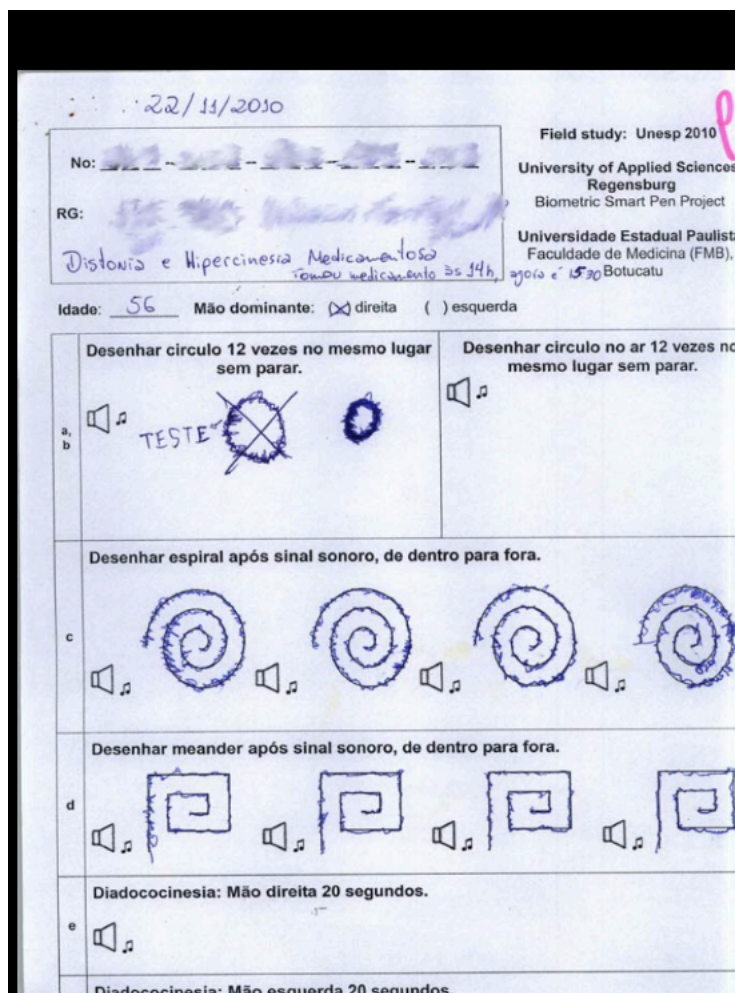 22/11/2010
Field study: Unesp 2010
No:
University of Applied Sciences
Regensburg
Biometric Smart Pen Project
RG:
Universidade Estadual Paulista
Faculdade de Medicina (FMB),
Botucatu
Distonia e Hipercinesia Medicamentosa
Tomou medicamento às 14h, agora é 15:30
Idade: 56 Mão dominante: (X) direita ( ) esquerda
a, b
Desenhar circulo 12 vezes no mesmo lugar
sem parar.
TESTE
Desenhar circulo no ar 12 vezes no
mesmo lugar sem parar.
c
Desenhar espiral após sinal sonoro, de dentro para fora.
d
Desenhar meander após sinal sonoro, de dentro para fora.
e
Diadococinesia: Mão direita 20 segundos.
Diadococinesia: Mão esquerda 20 segundos.